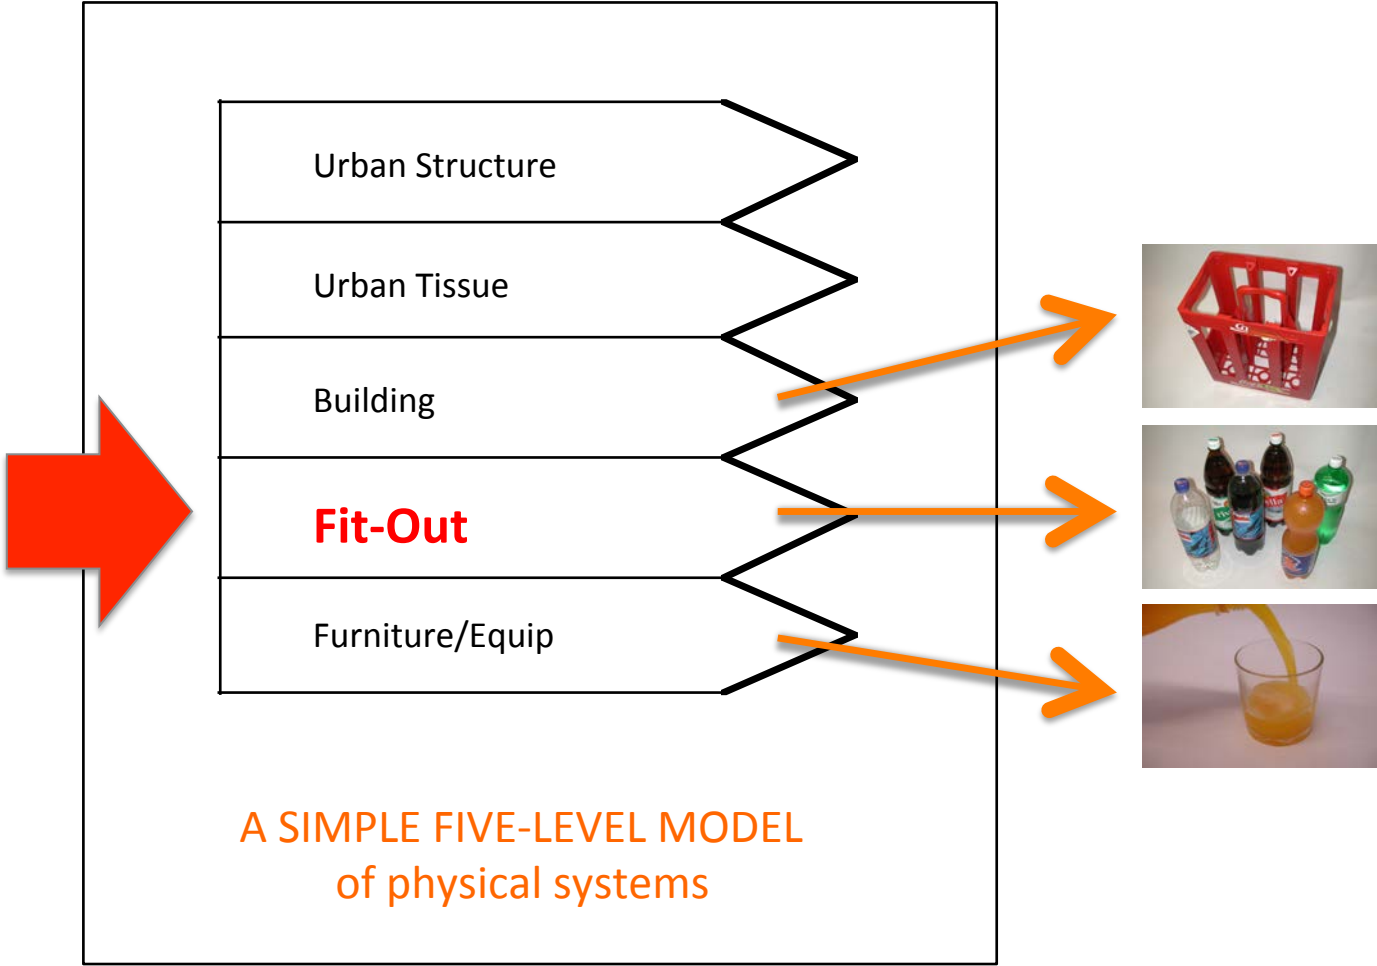 Urban Structure
Urban Tissue
Building
Fit-Out
Furniture/Equip
A SIMPLE FIVE-LEVEL MODEL
of physical systems